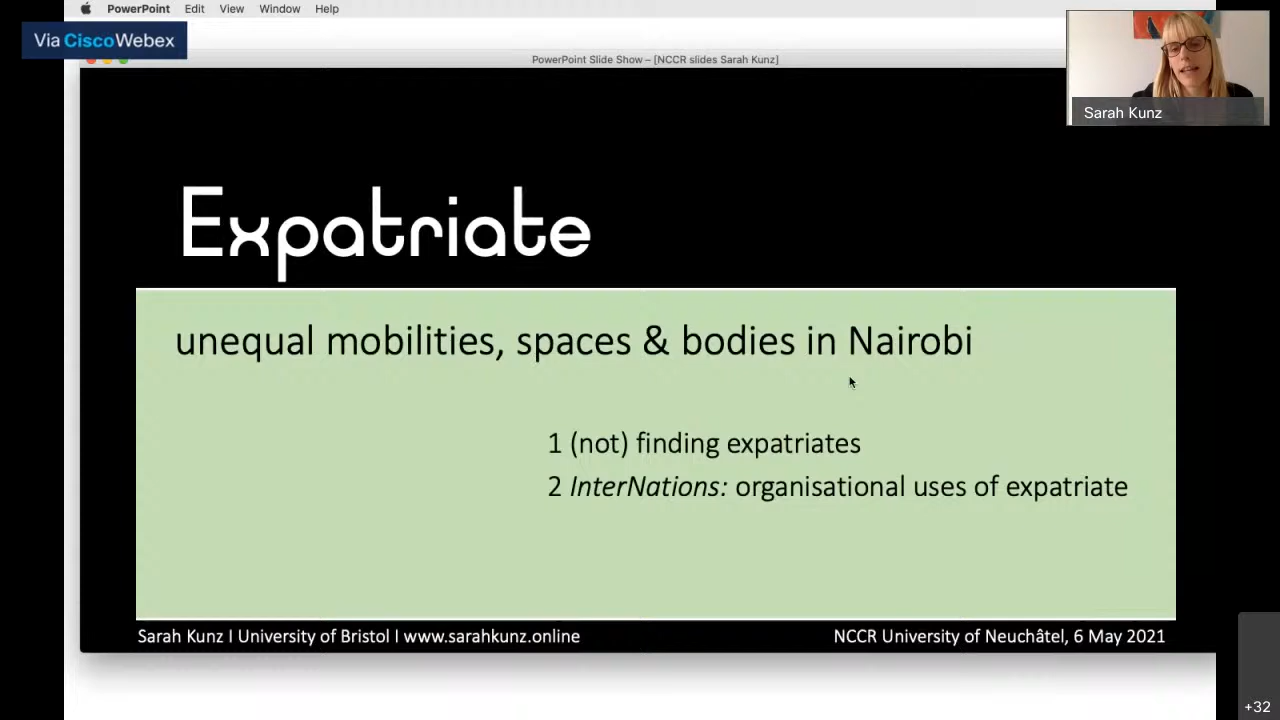 PowerPoint Edit View Window Help
Via Cisco Webex
PowerPoint Slide Show – [NCCR slides Sarah Kunz]
Sarah Kunz
Expatriate
unequal mobilities, spaces & bodies in Nairobi
1 (not) finding expatriates
2 InterNations: organisational uses of expatriate
Sarah Kunz I University of Bristol I www.sarahkunz.online
NCCR University of Neuchâtel, 6 May 2021
+32